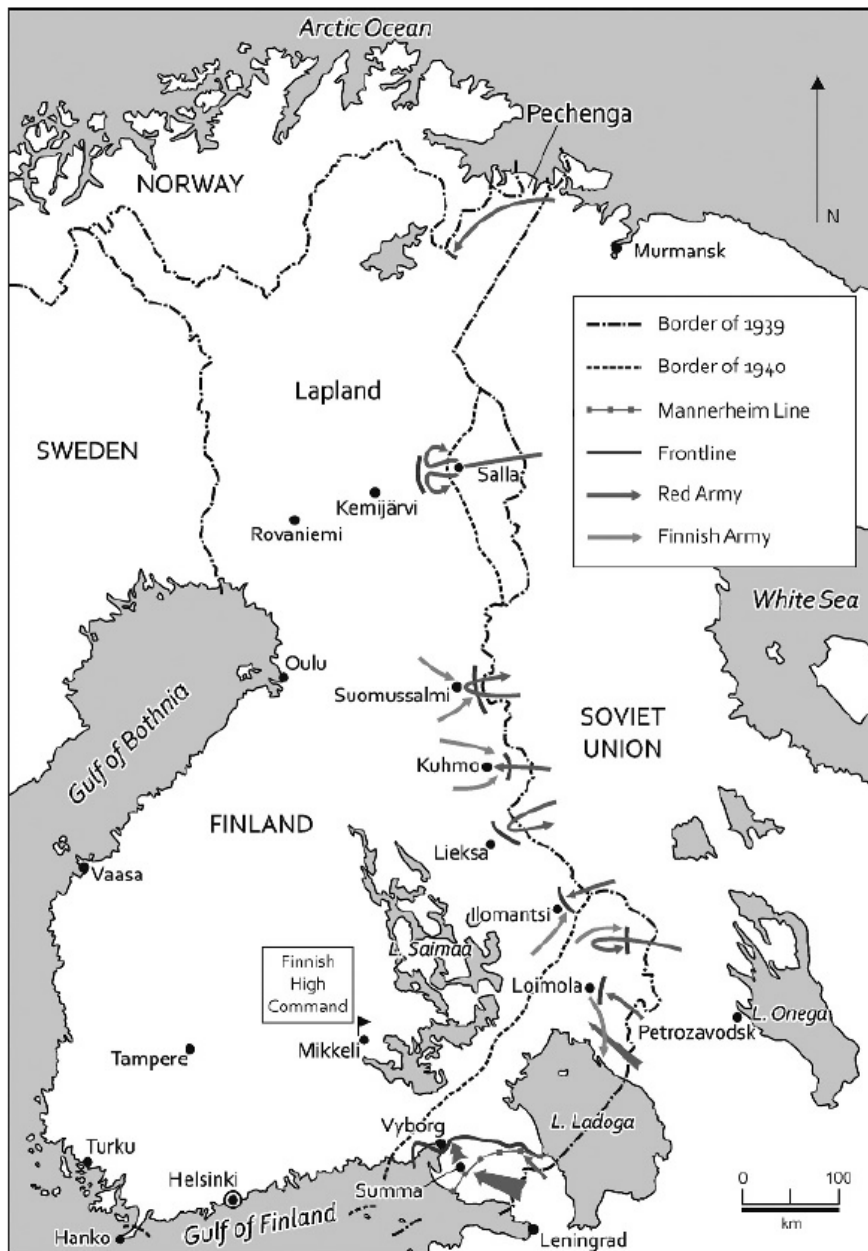 Arctic Ocean
Pechenga
NORWAY
N
Murmansk
Border of 1939
Border of 1940
Mannerheim Line
Frontline
Red Army
Finnish Army
Lapland
SWEDEN
Salla
Kemijärvi
Rovaniemi
White Sea
Oulu
Suomussalmi
SOVIET
UNION
Gulf of Bothnia
Kuhmo
FINLAND
Lieksa
Vaasa
Ilomantsi
L. Saimaa
Finnish
High
Command
Loimola
L. Onega
Petrozavodsk
Mikkeli
Tampere
L. Ladoga
Vyborg
Turku
Helsinki
Summa
0 100
km
Hanko
Gulf of Finland
Leningrad